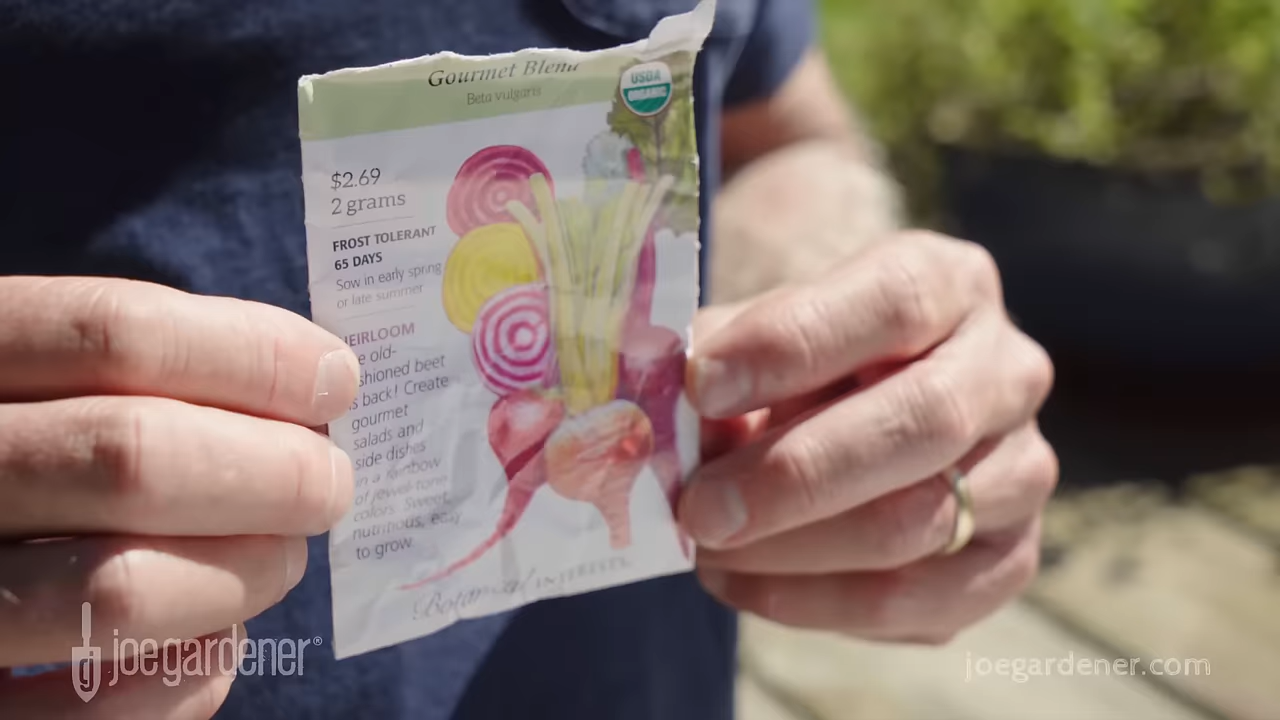 Gourmet Blend
Beta vulgaris
USDA
ORGANIC
$2.69
2 grams
FROST TOLERANT
65 DAYS
Sow in early spring
or late summer
EIRLOOM
e old-
shioned beet
s back! Create
gourmet
salads and
side dishes
in a rainbow
of jewel-tone
colors. Sweet,
nutritious, easy
to grow
Botanical INTERESTS
joegardener®
joegardener.com